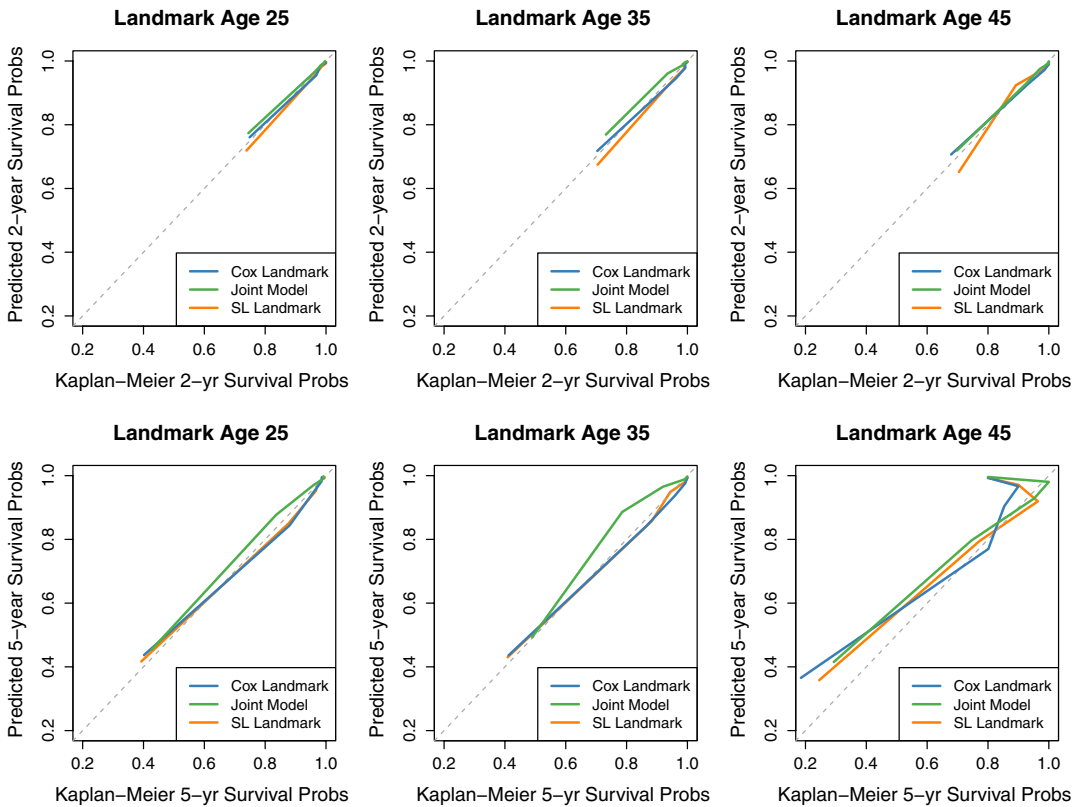 Landmark Age 25
Predicted 2−year Survival Probs
1.0
0.8
0.6
0.4
0.2
Cox Landmark
Joint Model
SL Landmark
0.2 0.4 0.6 0.8 1.0
Kaplan−Meier 2−yr Survival Probs
Landmark Age 35
Predicted 2−year Survival Probs
1.0
0.8
0.6
0.4
0.2
Cox Landmark
Joint Model
SL Landmark
0.2 0.4 0.6 0.8 1.0
Kaplan−Meier 2−yr Survival Probs
Landmark Age 45
Predicted 2−year Survival Probs
1.0
0.8
0.6
0.4
0.2
Cox Landmark
Joint Model
SL Landmark
0.2 0.4 0.6 0.8 1.0
Kaplan−Meier 2−yr Survival Probs
Landmark Age 25
Predicted 5−year Survival Probs
1.0
0.8
0.6
0.4
0.2
Cox Landmark
Joint Model
SL Landmark
0.2 0.4 0.6 0.8 1.0
Kaplan−Meier 5−yr Survival Probs
Landmark Age 35
Predicted 5−year Survival Probs
1.0
0.8
0.6
0.4
0.2
Cox Landmark
Joint Model
SL Landmark
0.2 0.4 0.6 0.8 1.0
Kaplan−Meier 5−yr Survival Probs
Landmark Age 45
Predicted 5−year Survival Probs
1.0
0.8
0.6
0.4
0.2
Cox Landmark
Joint Model
SL Landmark
0.2 0.4 0.6 0.8 1.0
Kaplan−Meier 5−yr Survival Probs